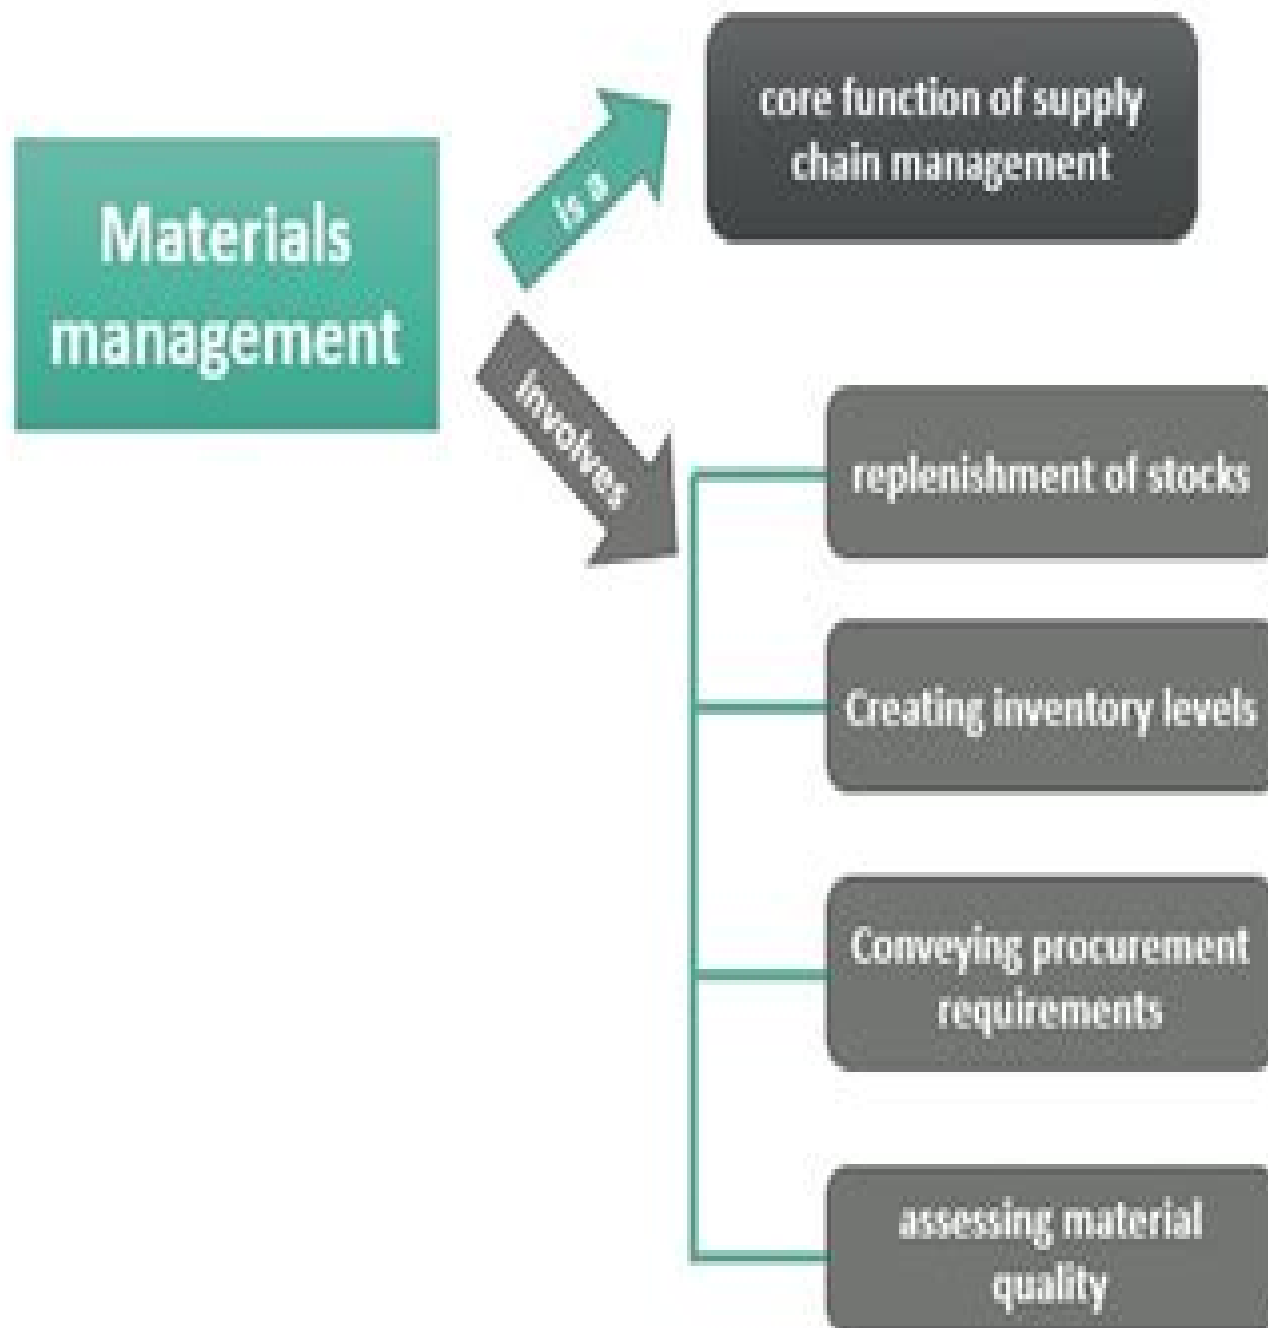 Materials
management
is a
core function of supply
chain management
involves
replenishment of stocks
Creating inventory levels
Conveying procurement
requirements
assessing material
quality